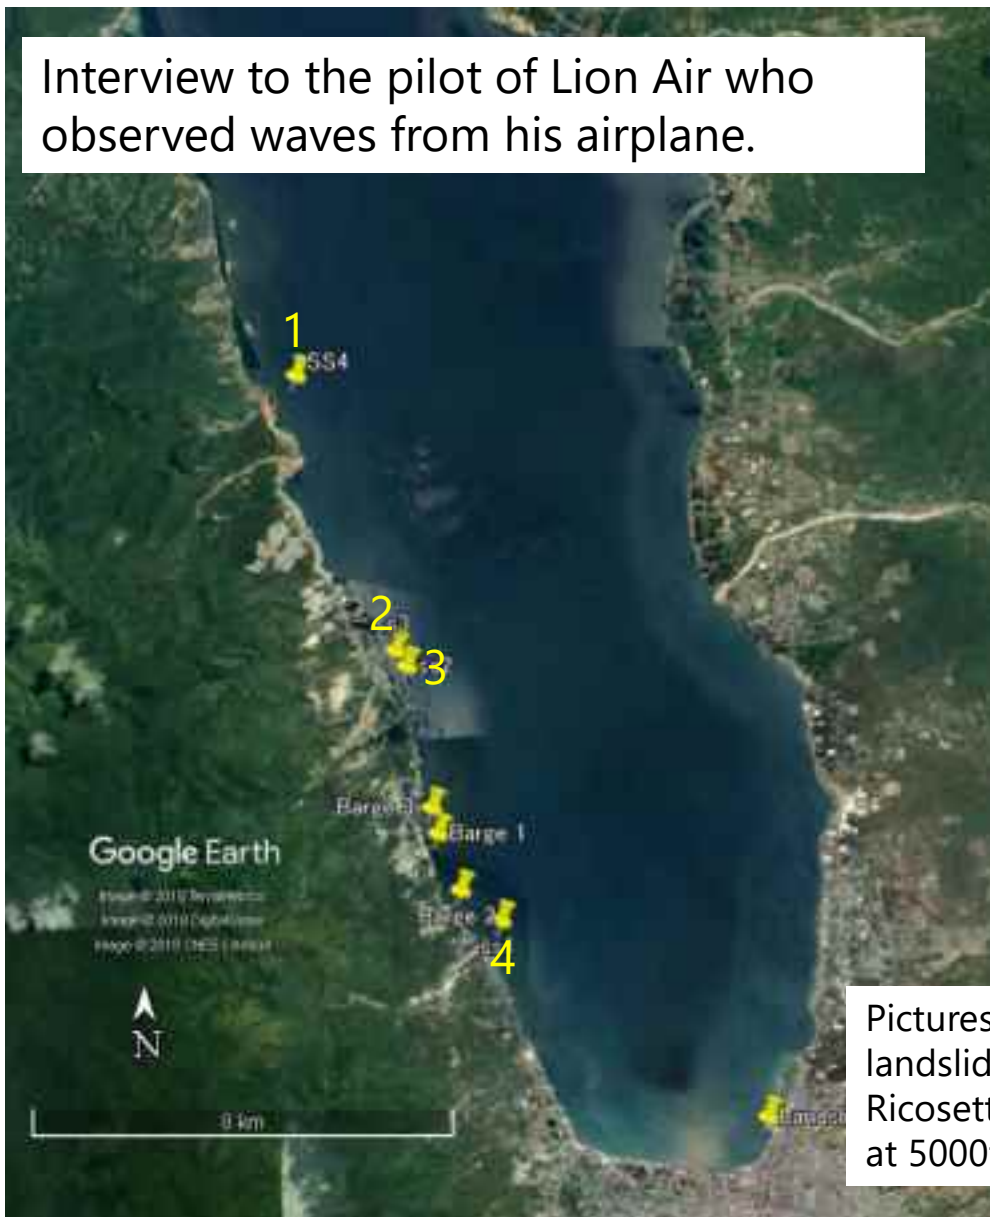 Interview to the pilot of Lion Air who
observed waves from his airplane.
1
SS4
2
3
Barge
Barge 1
Google Earth
Barge 2
4
N
km
Pictures
landslid
Ricosett
at 5000